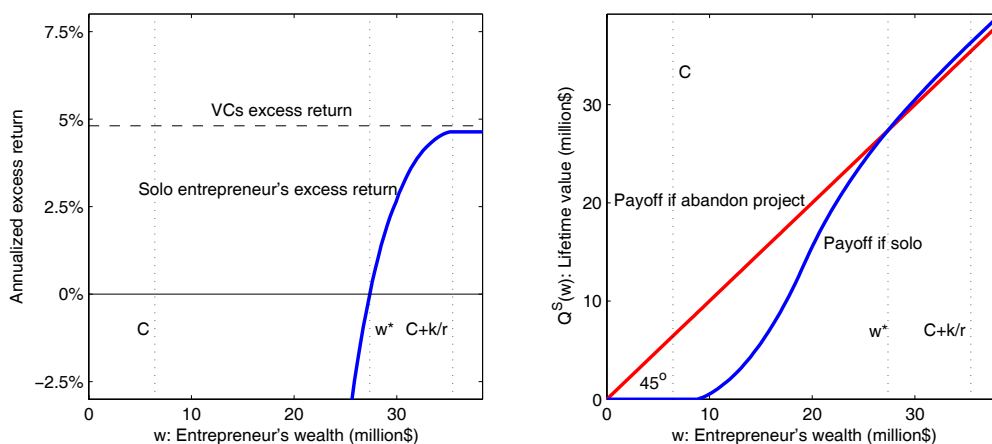 7.5%
5%
2.5%
0%
−2.5%
Annualized excess return
VCs excess return
Solo entrepreneur's excess return
C
w*
C+k/r
0
10
20
30
w: Entrepreneur's wealth (million$)
30
20
10
0
Q^S(w): Lifetime value (million$)
C
Payoff if abandon project
Payoff if solo
w*
C+k/r
45°
0
10
20
30
w: Entrepreneur's wealth (million$)